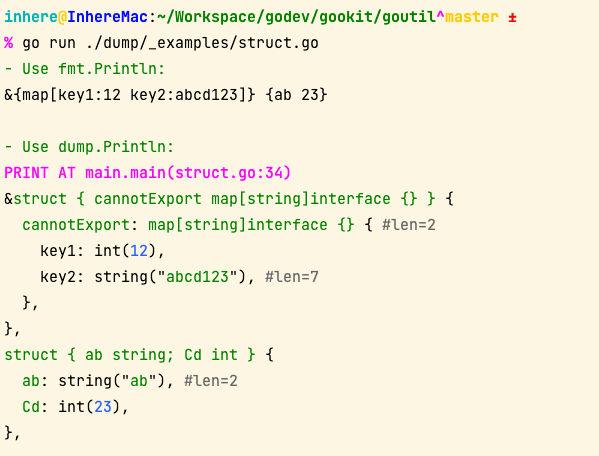 inhere@InhereMac:~/Workspace/godev/gookit/goutil^master ±
% go run ./dump/_examples/struct.go
- Use fmt.Println:
&{map[key1:12 key2:abcd123]} {ab 23}

- Use dump.Println:
PRINT AT main.main(struct.go:34)
&struct { cannotExport map[string]interface {} } {
  cannotExport: map[string]interface {} { #len=2
    key1: int(12),
    key2: string("abcd123"), #len=7
  },
},
struct { ab string; Cd int } {
  ab: string("ab"), #len=2
  Cd: int(23),
},